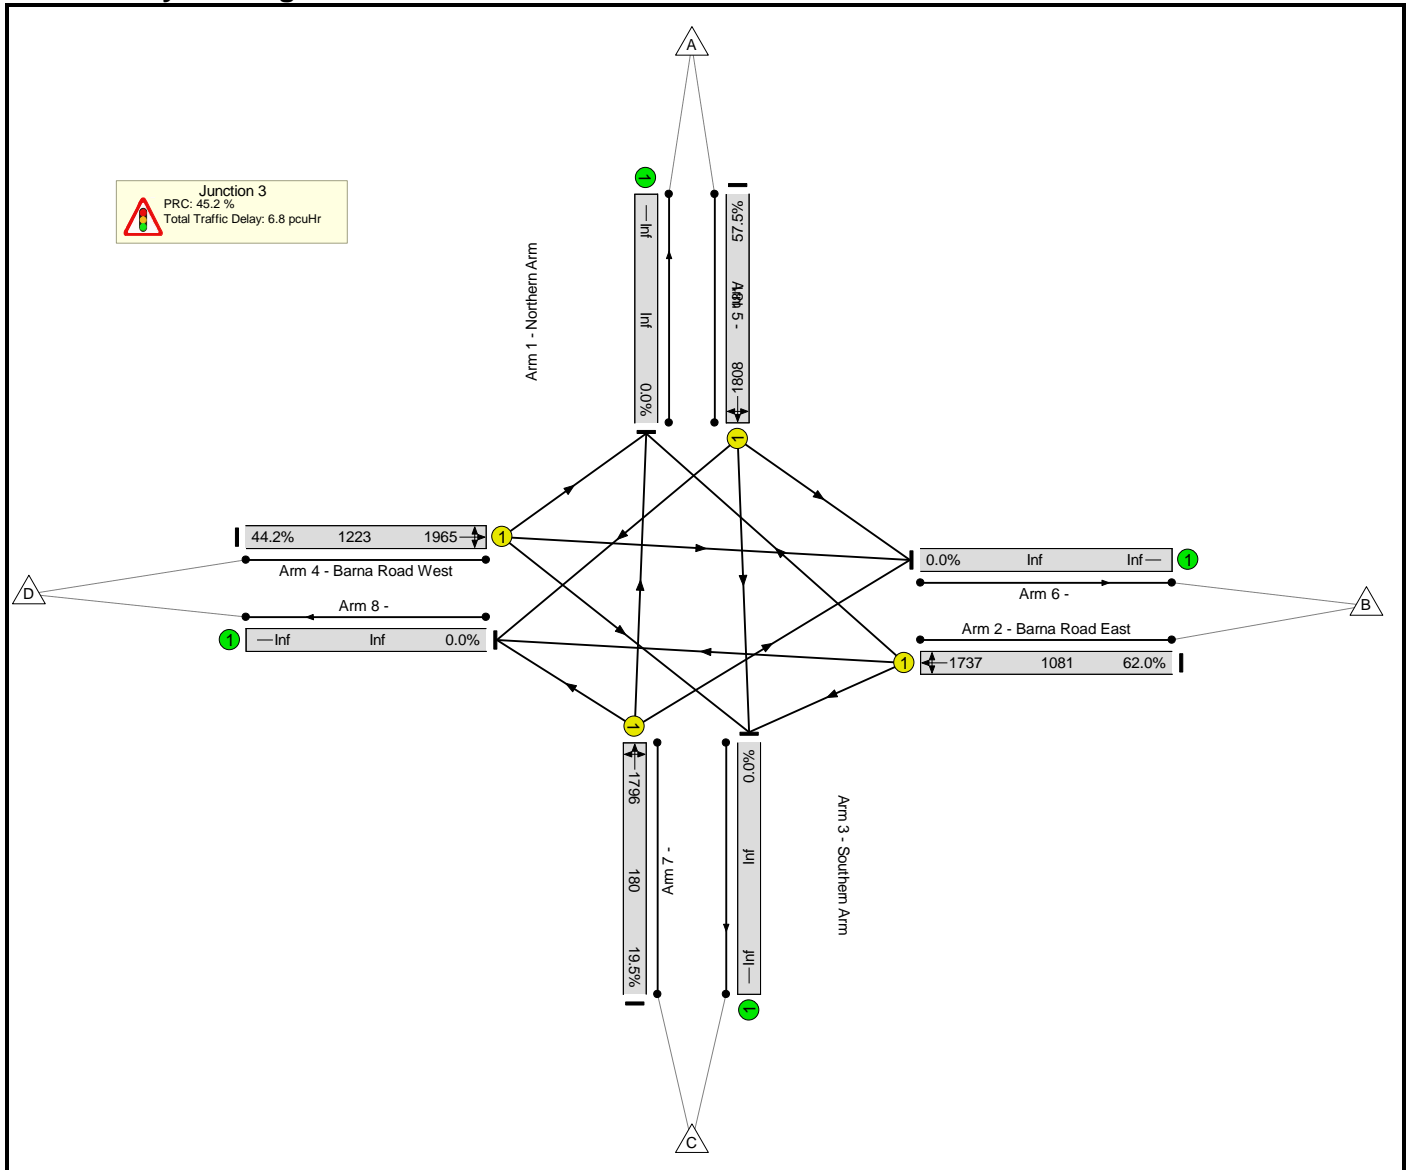 A
Junction 3
PRC: 45.2 %
Total Traffic Delay: 6.8 pcuHr
1
Inf
Inf
0.0%
57.5%
Arm 5 -
1808
Arm 1 - Northern Arm
1
44.2% 1223 1965
1
Arm 4 - Barna Road West
0.0% Inf Inf
1
Arm 6 -
D
B
Arm 8 -
1
Inf Inf 0.0%
Arm 2 - Barna Road East
1
1737 1081 62.0%
1
1796
180
19.5%
Arm 7 -
0.0%
Inf
Inf
1
Arm 3 - Southern Arm
C